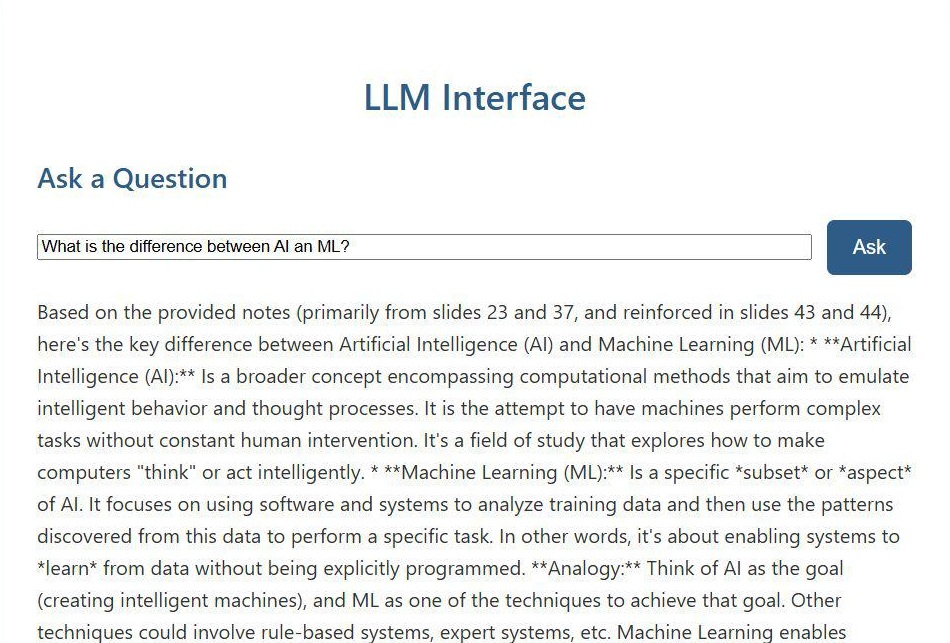 LLM Interface
Ask a Question
What is the difference between AI an ML?
Ask
Based on the provided notes (primarily from slides 23 and 37, and reinforced in slides 43 and 44),
here's the key difference between Artificial Intelligence (AI) and Machine Learning (ML): * **Artificial
Intelligence (AI):** Is a broader concept encompassing computational methods that aim to emulate
intelligent behavior and thought processes. It is the attempt to have machines perform complex
tasks without constant human intervention. It's a field of study that explores how to make
computers "think" or act intelligently. * **Machine Learning (ML):** Is a specific *subset* or *aspect*
of AI. It focuses on using software and systems to analyze training data and then use the patterns
discovered from this data to perform a specific task. In other words, it's about enabling systems to
*learn* from data without being explicitly programmed. **Analogy:** Think of AI as the goal
(creating intelligent machines), and ML as one of the techniques to achieve that goal. Other
techniques could involve rule-based systems, expert systems, etc. Machine Learning enables